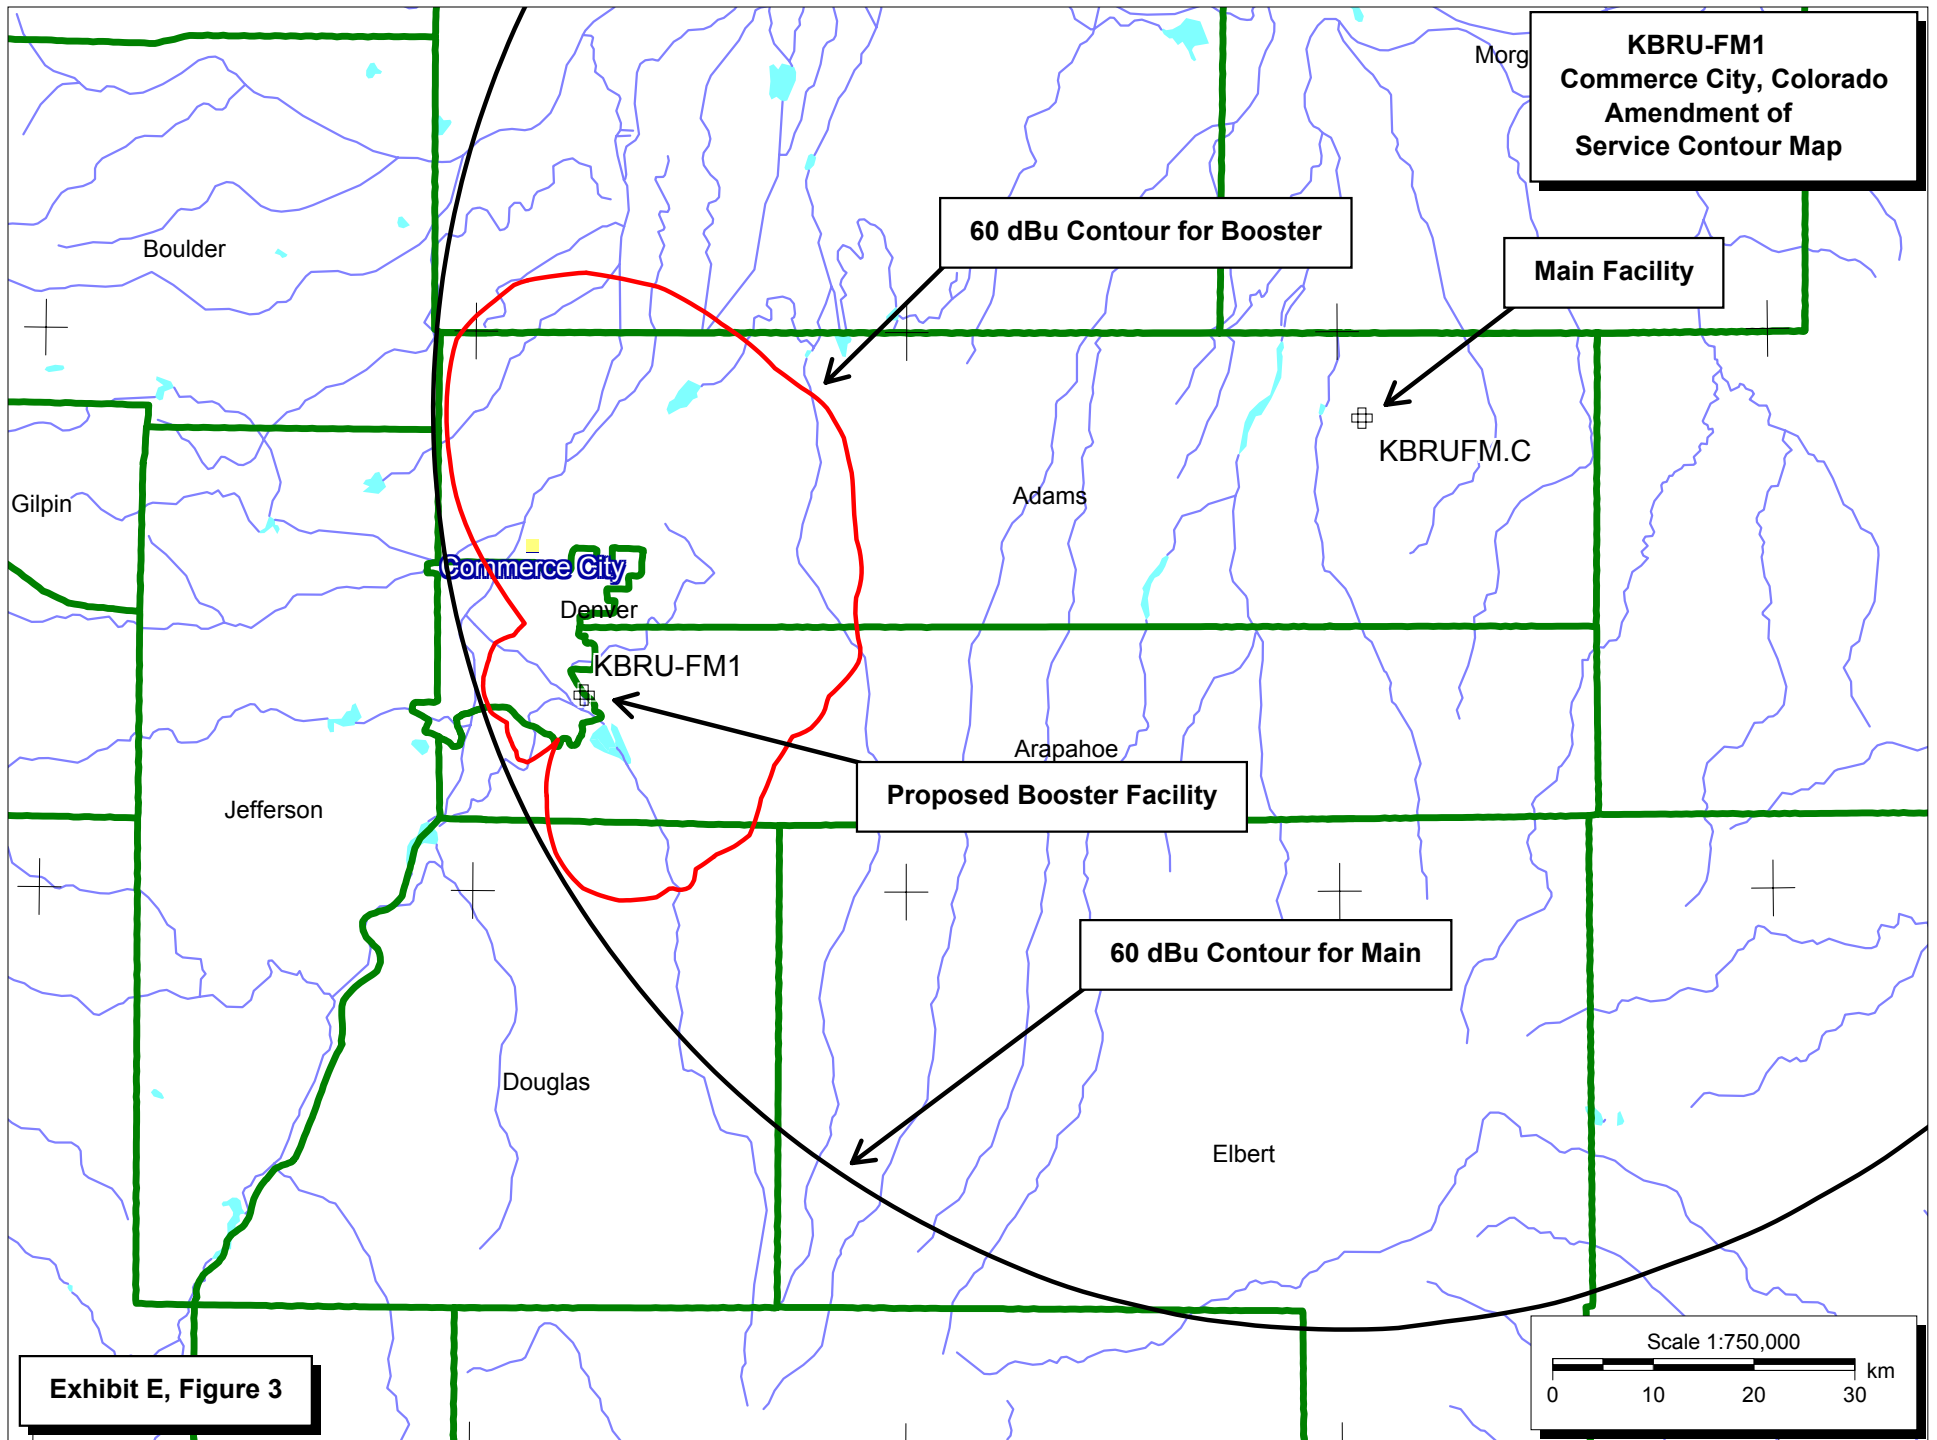 KBRU-FM1
Commerce City, Colorado
Amendment of
Service Contour Map
Morg
60 dBu Contour for Booster
Boulder
Main Facility
KBRUFM.C
Adams
Gilpin
Commerce City
Denver
KBRU-FM1
Arapahoe
Proposed Booster Facility
Jefferson
60 dBu Contour for Main
Douglas
Elbert
Scale 1:750,000
km
0 10 20 30
Exhibit E, Figure 3